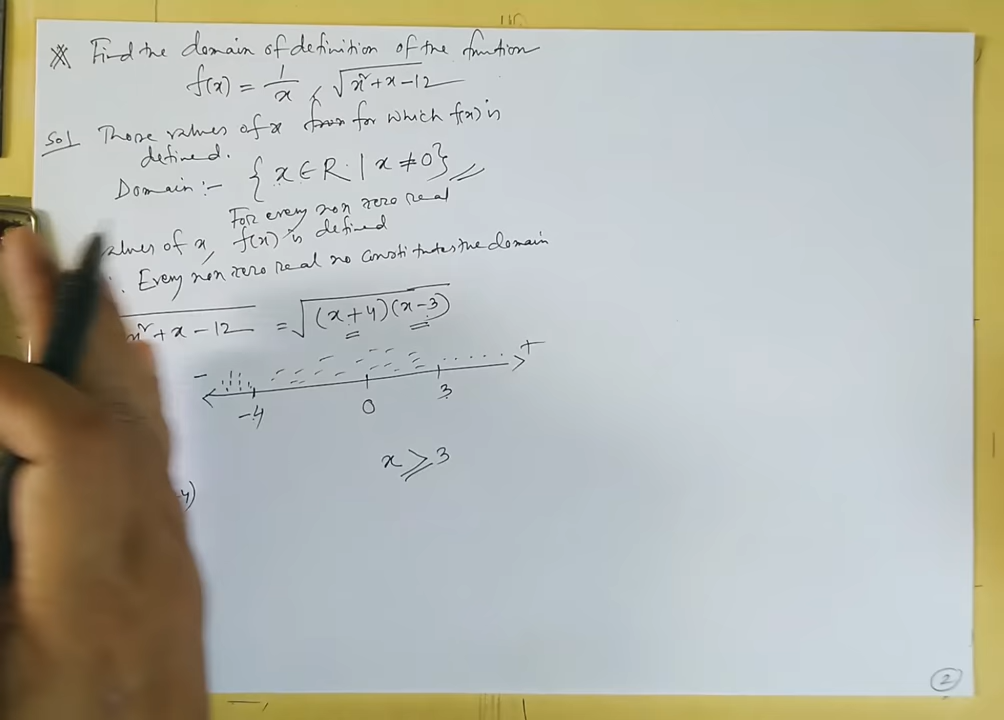 Find the domain of definition of the function
f(x) = 1/x , √(x²+x-12)
Sol Those values of x for which f(x) is
defined.
Domain :- { x ∈ R | x ≠ 0 }
For every non zero real
values of x, f(x) is defined
∴ Every non zero real no constitutes the domain
x²+x-12 = √((x+4)(x-3))
- +
-4 0 3
x ≥ 3
4)
2